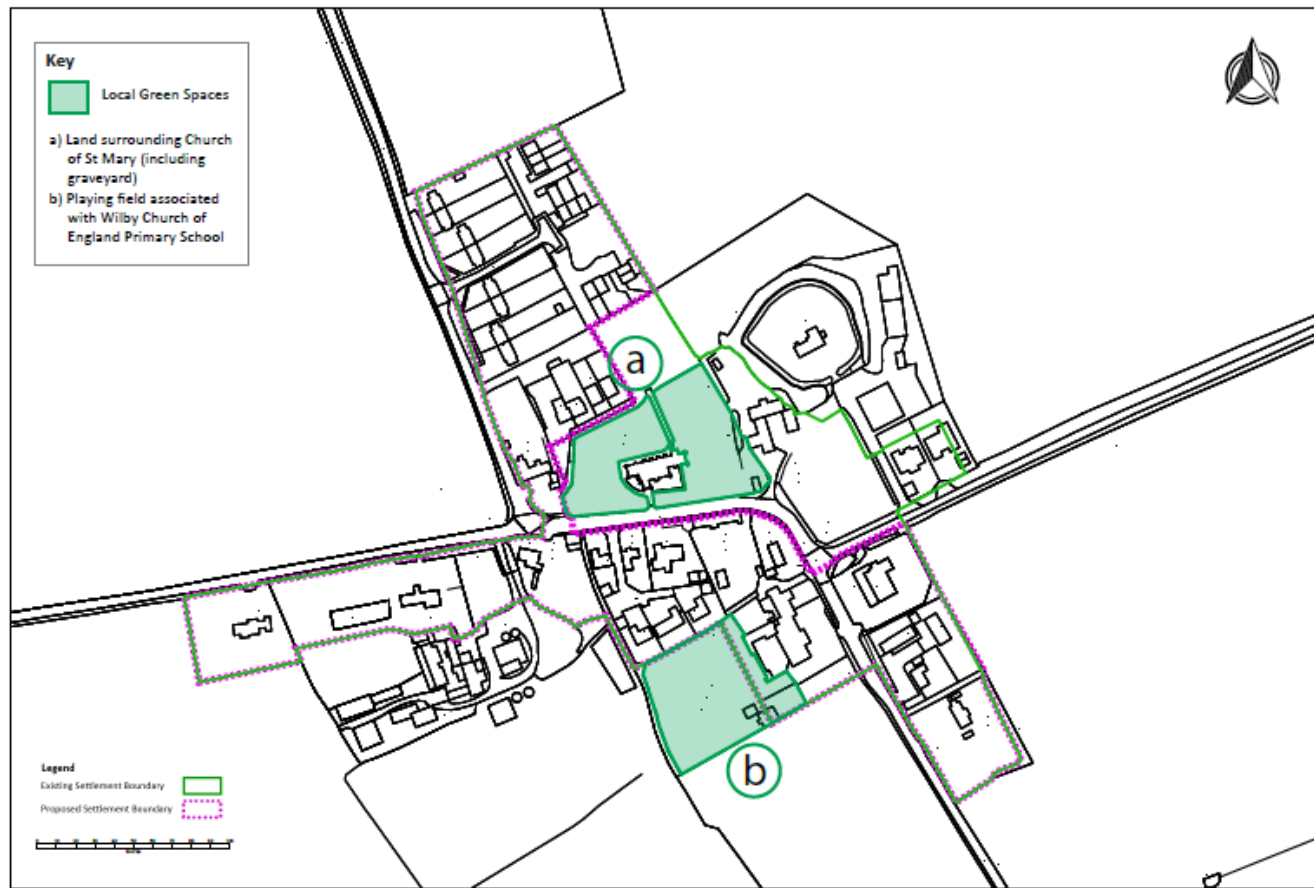 Key
Local Green Spaces
a) Land surrounding Church
of St Mary (including
graveyard)
b) Playing field associated
with Wilby Church of
England Primary School
a
b
Legend
Existing Settlement Boundary
Proposed Settlement Boundary